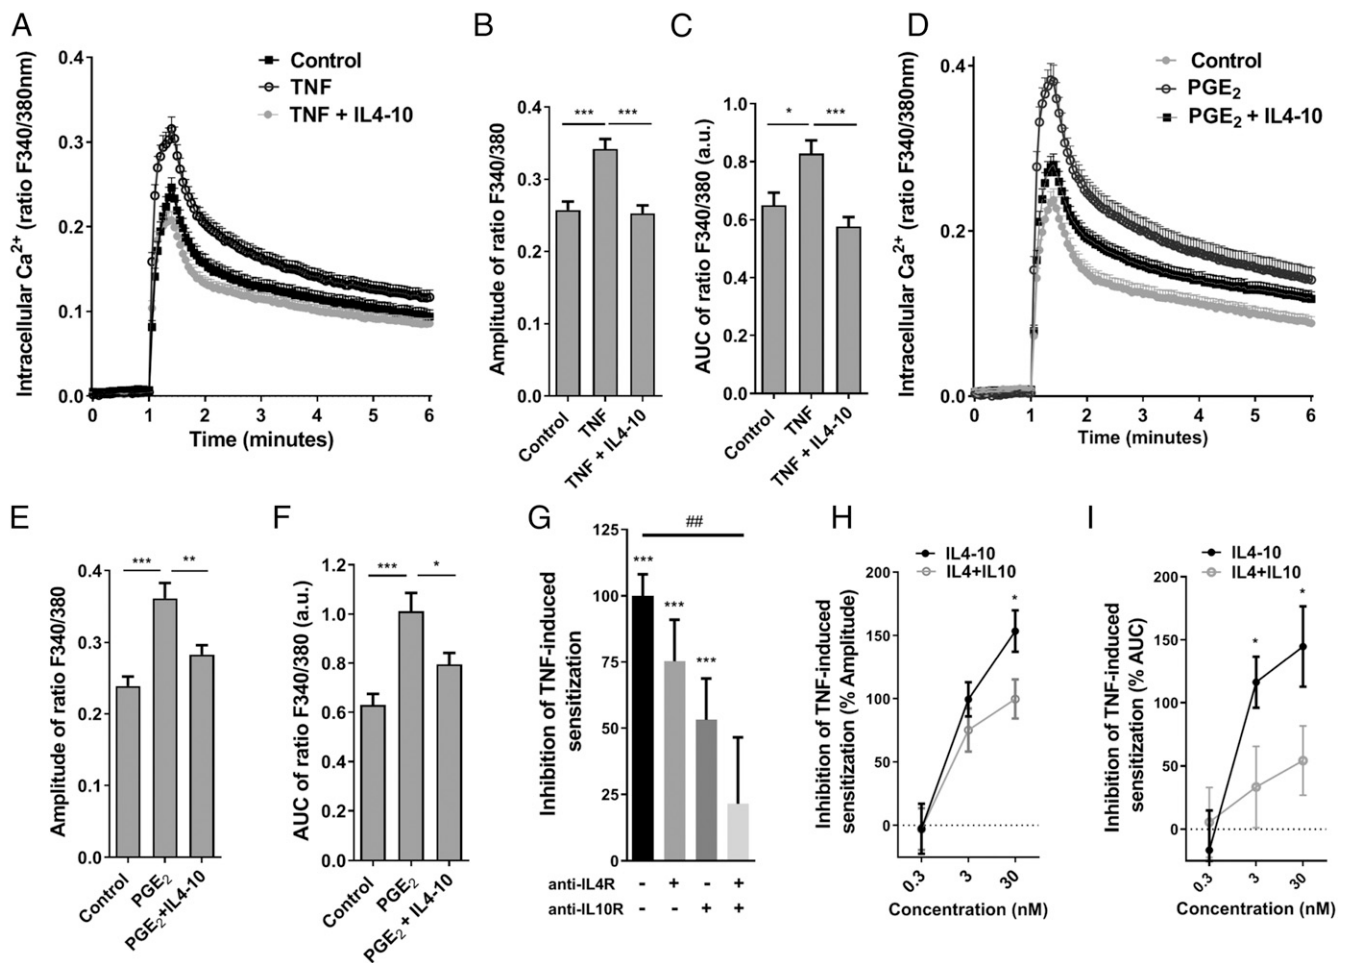 A
Intracellular Ca2+ (ratio F340/380nm)
0.4
0.3
0.2
0.1
0.0
Control
TNF
TNF + IL4-10
0 1 2 3 4 5 6
Time (minutes)
B
Amplitude of ratio F340/380
0.4
0.3
0.2
0.1
0.0
*** ***
Control
TNF
TNF + IL4-10
C
AUC of ratio F340/380 (a.u.)
1.0
0.8
0.6
0.4
0.2
0.0
* ***
Control
TNF
TNF + IL4-10
D
Intracellular Ca2+ (ratio F340/380nm)
0.4
0.2
0.0
Control
PGE2
PGE2 + IL4-10
0 1 2 3 4 5 6
Time (minutes)
E
Amplitude of ratio F340/380
0.4
0.3
0.2
0.1
0.0
*** **
Control
PGE2
PGE2+IL4-10
F
AUC of ratio F340/380 (a.u.)
1.2
1.0
0.8
0.6
0.4
0.2
0.0
*** *
Control
PGE2
PGE2 + IL4-10
G
Inhibition of TNF-induced
sensitization
125
100
75
50
25
0
##
***
***
***
anti-IL4R - + - +
anti-IL10R - - + +
H
IL4-10
IL4+IL10
Inhibition of TNF-induced
sensitization (% Amplitude)
200
150
100
50
0
*
0.3 3 30
Concentration (nM)
I
IL4-10
IL4+IL10
Inhibition of TNF-induced
sensitization (% AUC)
200
150
100
50
0
* *
0.3 3 30
Concentration (nM)